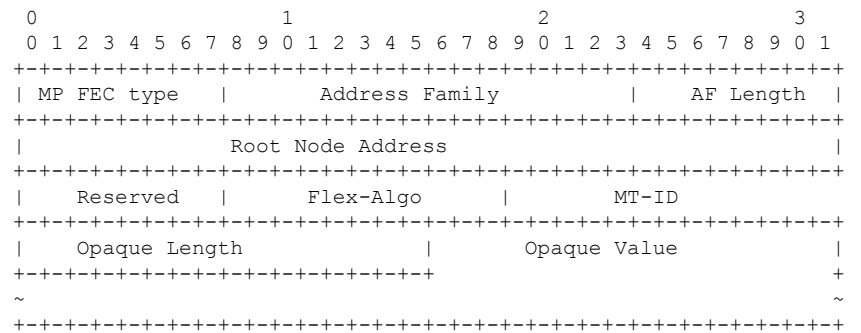 0                   1                   2                   3
 0 1 2 3 4 5 6 7 8 9 0 1 2 3 4 5 6 7 8 9 0 1 2 3 4 5 6 7 8 9 0 1
+-+-+-+-+-+-+-+-+-+-+-+-+-+-+-+-+-+-+-+-+-+-+-+-+-+-+-+-+-+-+-+-+
| MP FEC type   |       Address Family          |    AF Length  |
+-+-+-+-+-+-+-+-+-+-+-+-+-+-+-+-+-+-+-+-+-+-+-+-+-+-+-+-+-+-+-+-+
|                Root Node Address                              |
+-+-+-+-+-+-+-+-+-+-+-+-+-+-+-+-+-+-+-+-+-+-+-+-+-+-+-+-+-+-+-+-+
|    Reserved   |      Flex-Algo      |        MT-ID
+-+-+-+-+-+-+-+-+-+-+-+-+-+-+-+-+-+-+-+-+-+-+-+-+-+-+-+-+-+-+-+-+
|    Opaque Length              |       Opaque Value            |
+-+-+-+-+-+-+-+-+-+-+-+-+-+-+-+-+                               +
~                                                               ~
+-+-+-+-+-+-+-+-+-+-+-+-+-+-+-+-+-+-+-+-+-+-+-+-+-+-+-+-+-+-+-+-+